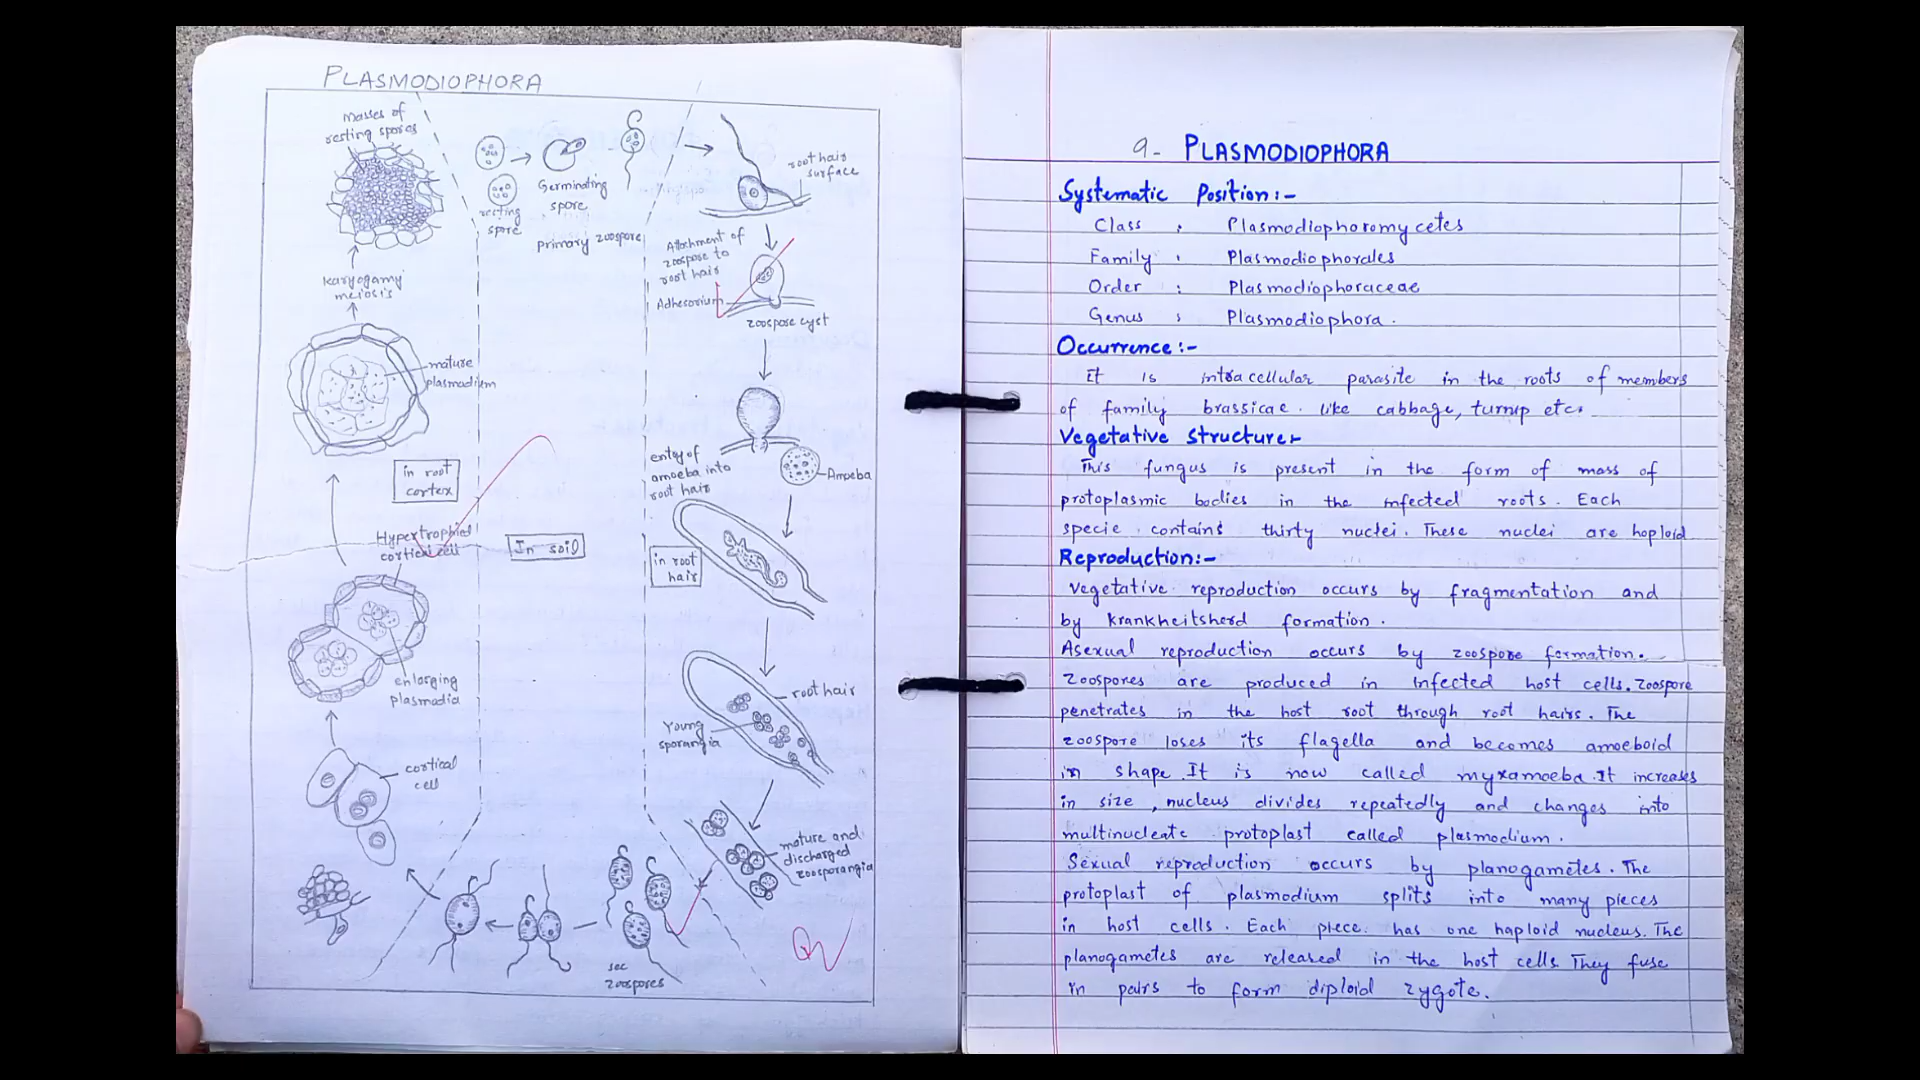 PLASMODIOPHORA
masses of
resting spores
resting
spore
Germinating
spore
primary zoospore
root hair
surface
Attachment of
zoospose to
root hair
Adhesorium
zoospose cyst
karyogamy
meiosis
mature
plasmadium
in root
cortex
entry of
amoeba into
root hair
Amoeba
Hypertrophied
cortical cell
In soil
in root
hair
enlarging
plasmadia
root hair
Young
sporangia
cortical
cell
mature and
discharged
zoosporangia
sec
zoospores
9- PLASMODIOPHORA
Systematic Position:-
Class : Plasmodiophoromycetes
Family : Plasmodiophorales
Order : Plasmodiophoraceae
Genus : Plasmodiophora.
Occurrence:-
It is intracellular parasite in the roots of members
of family brassicae. like cabbage, turnip etc.
Vegetative structure:-
This fungus is present in the form of mass of
protoplasmic bodies in the infected roots. Each
specie contains thirty nuclei. These nuclei are haploid
Reproduction:-
Vegetative reproduction occurs by fragmentation and
by krankheitsherd formation.
Asexual reproduction occurs by zoospore formation.
Zoospores are produced in infected host cells. Zoospore
penetrates in the host root through root hairs. The
zoospore loses its flagella and becomes amoeboid
in shape. It is now called myxamoeba. It increases
in size, nucleus divides repeatedly and changes into
multinucleate protoplast called plasmodium.
Sexual reproduction occurs by planogametes. The
protoplast of plasmodium splits into many pieces
in host cells. Each piece has one haploid nucleus. The
planogametes are released in the host cells. They fuse
in pairs to form diploid zygote.